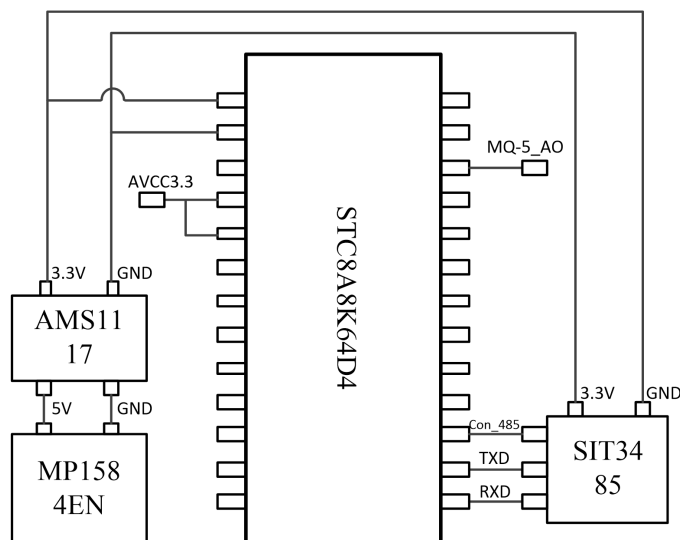 MQ-5_AO
AVCC3.3
STC8A8K64D4
3.3V
GND
AMS11
17
5V
GND
MP158
4EN
3.3V
GND
Con_485
TXD
RXD
SIT34
85